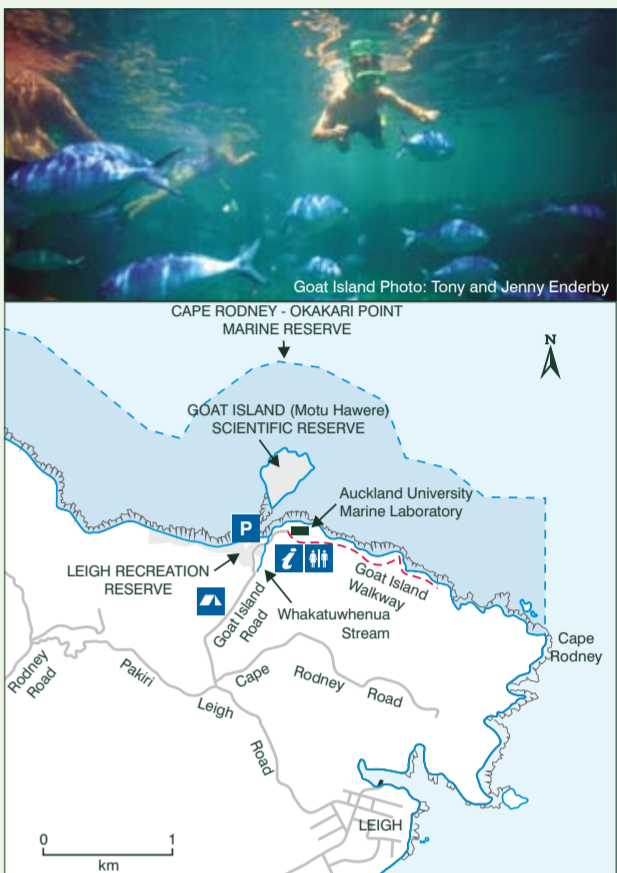 Goat Island Photo: Tony and Jenny Enderby
CAPE RODNEY - OKAKARI POINT
MARINE RESERVE
N
GOAT ISLAND (Motu Hawere)
SCIENTIFIC RESERVE
Auckland University
Marine Laboratory
P
i
LEIGH RECREATION
RESERVE
Goat Island
Walkway
Goat Island
Road
Whakatuwhenua
Stream
Cape
Rodney
Rodney
Road
Pakiri
Leigh
Road
Cape Rodney Road
LEIGH
0 1
km